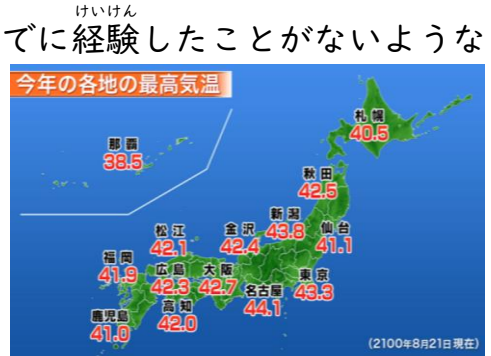 けいけん
でに経験したことがないような
今年の各地の最高気温
札幌
40.5
那覇
38.5
秋田
42.5
新潟
43.8
仙台
41.1
金沢
42.4
松江
42.1
福岡
41.9
広島
42.3
大阪
42.7
東京
43.3
名古屋
44.1
高知
42.0
鹿児島
41.0
(2100年8月21日現在)